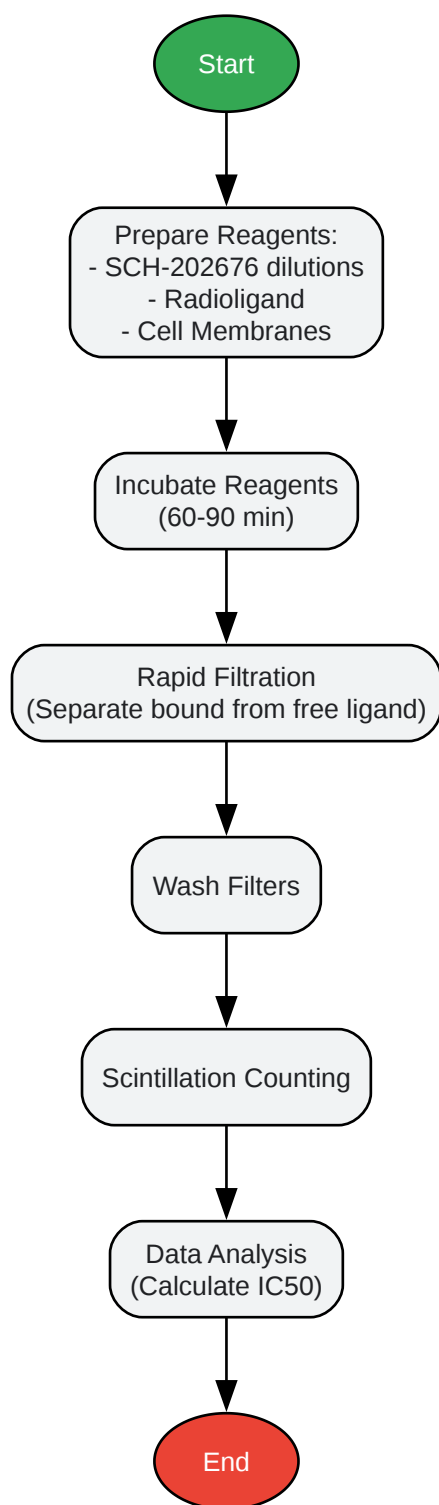 Start
Prepare Reagents:
- SCH-202676 dilutions
- Radioligand
- Cell Membranes
Incubate Reagents
(60-90 min)
Rapid Filtration
(Separate bound from free ligand)
Wash Filters
Scintillation Counting
Data Analysis
(Calculate IC50)
End